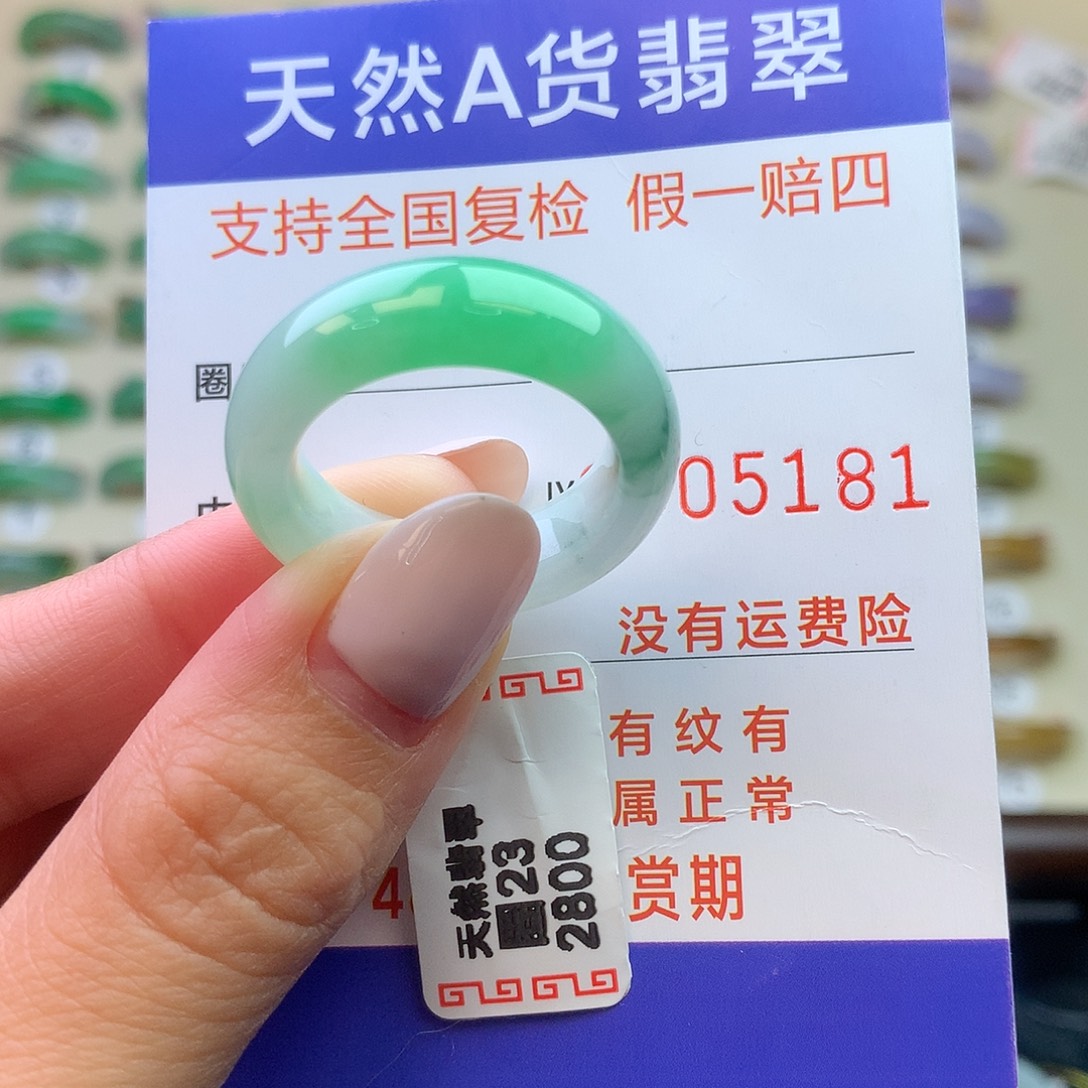 天然A货翡翠
支持全国复检 假一赔四
圈
05181
没有运费险
有纹有
属正常
赏期
天然翡翠
圈23
2800